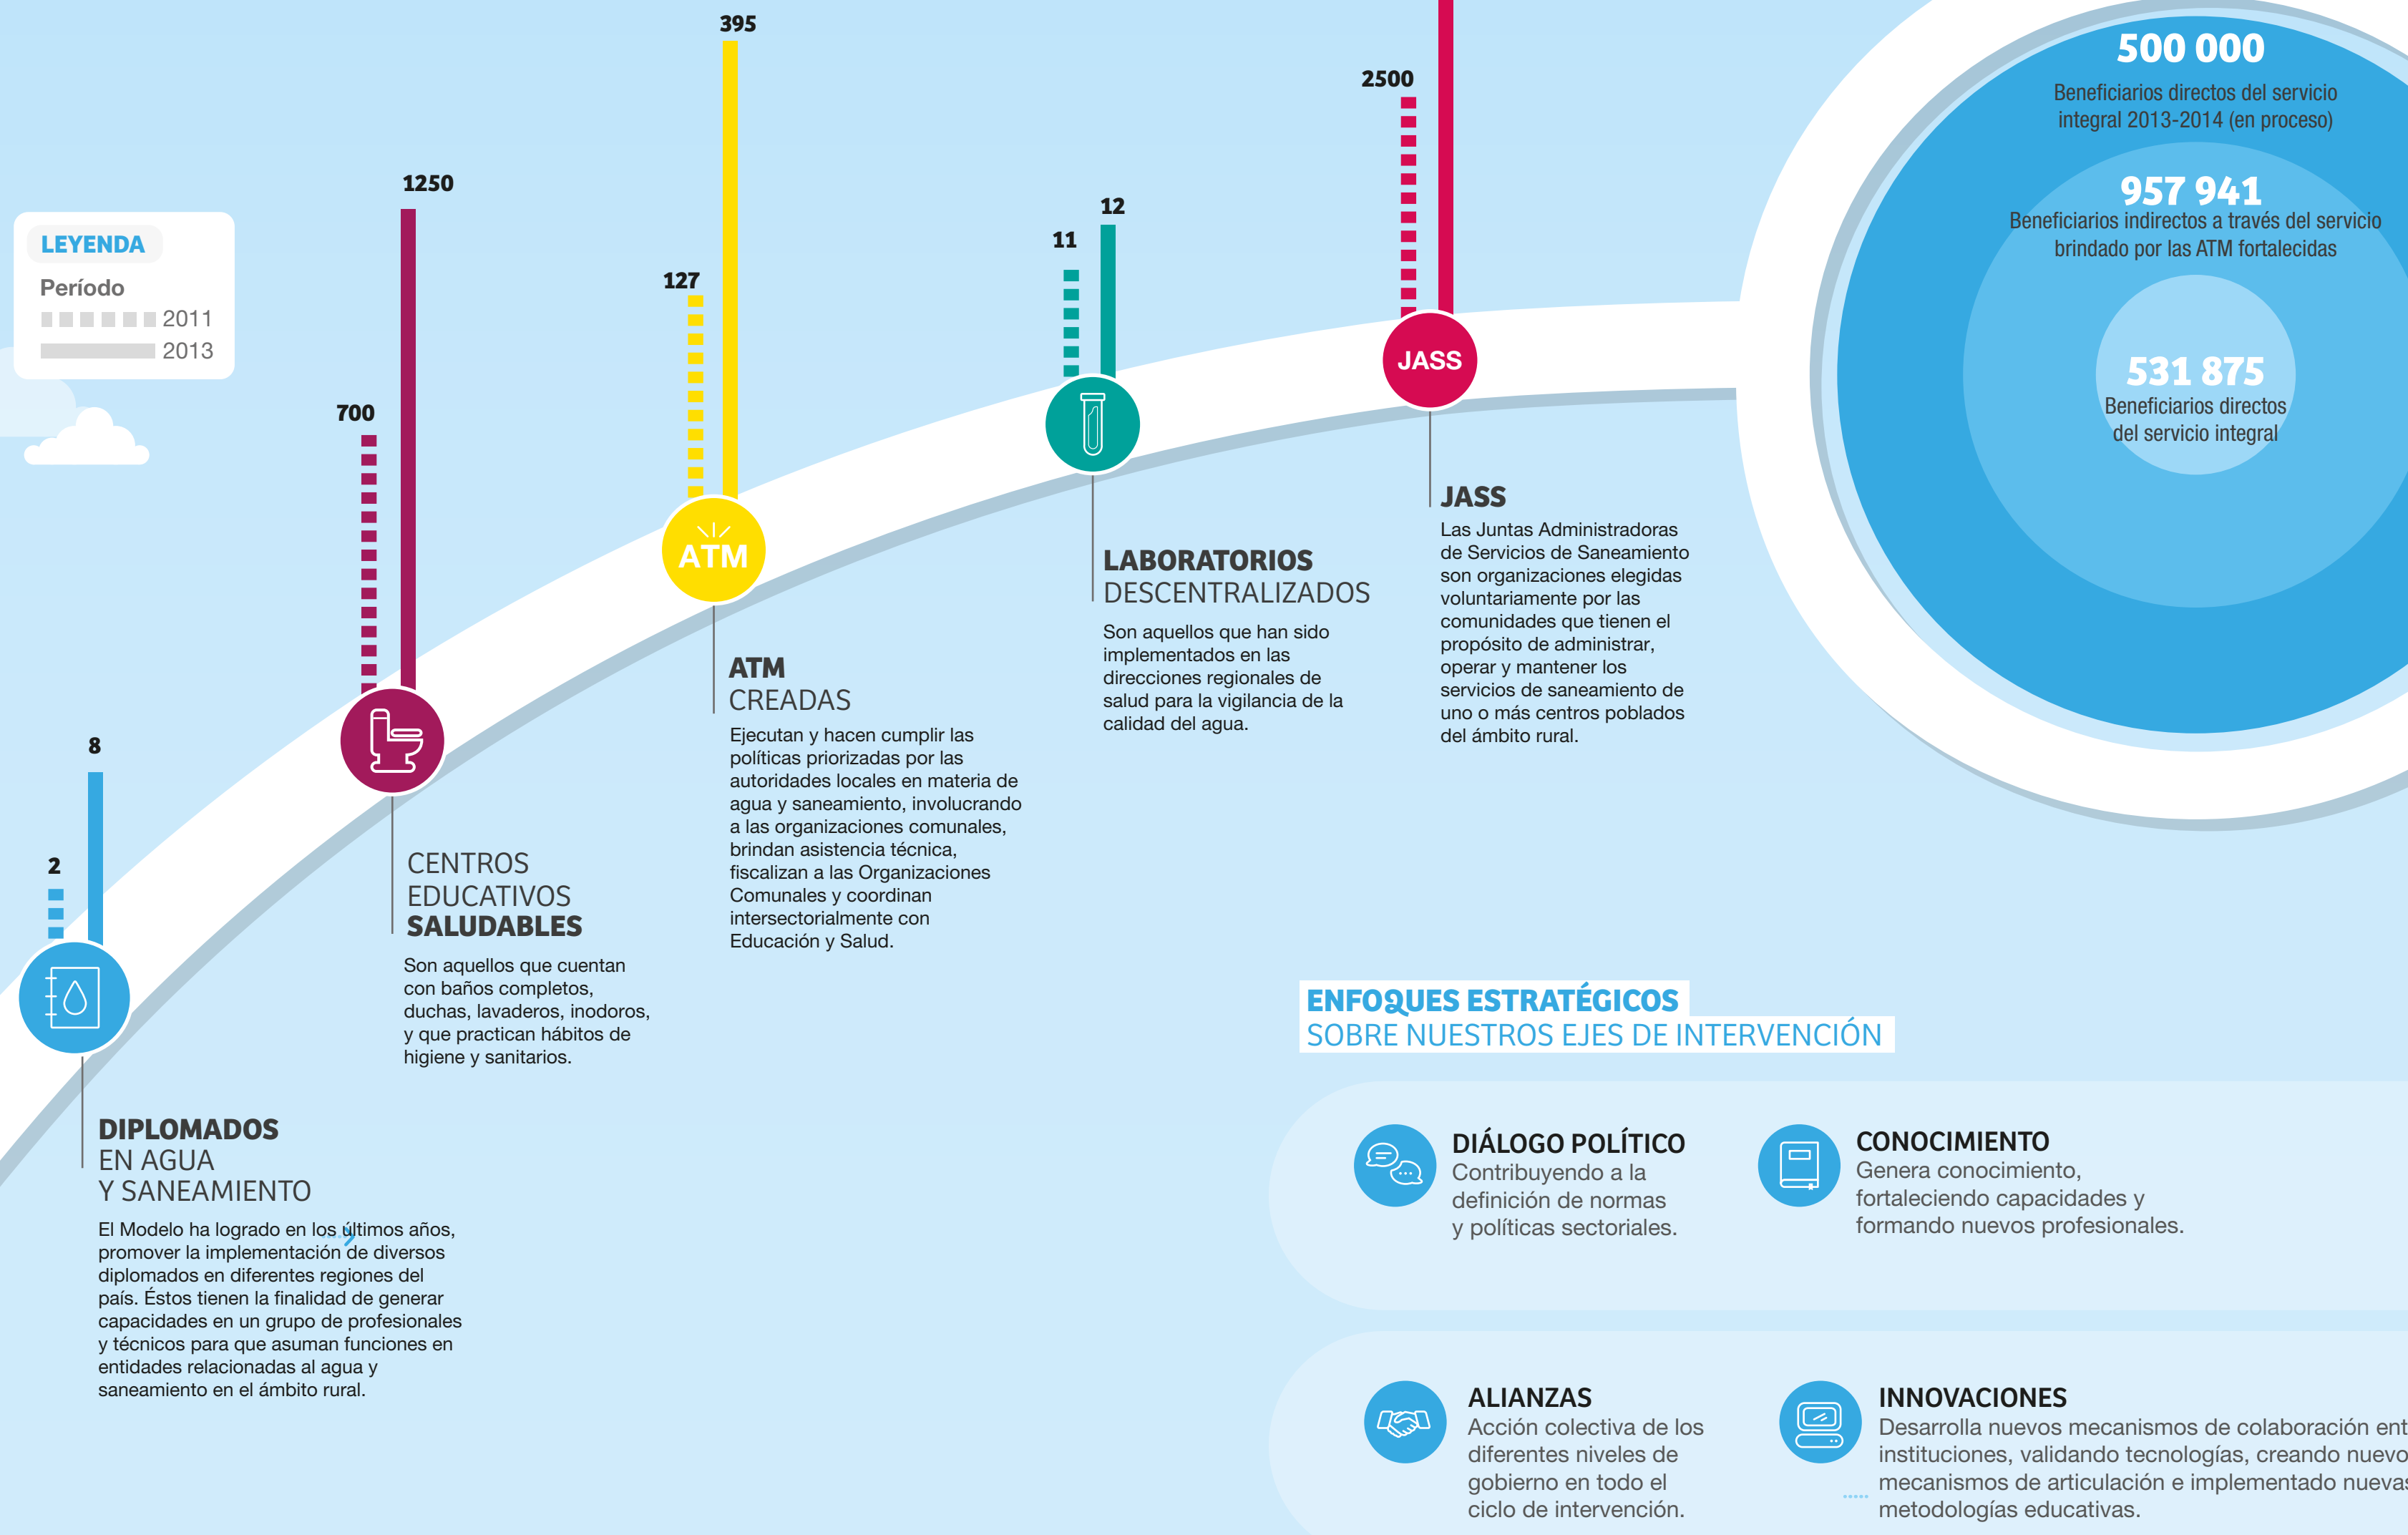 LEYENDA
Período
2011
2013
2
8
DIPLOMADOS
EN AGUA
Y SANEAMIENTO
El Modelo ha logrado en los últimos años,
promover la implementación de diversos
diplomados en diferentes regiones del
país. Éstos tienen la finalidad de generar
capacidades en un grupo de profesionales
y técnicos para que asuman funciones en
entidades relacionadas al agua y
saneamiento en el ámbito rural.
700
1250
CENTROS
EDUCATIVOS
SALUDABLES
Son aquellos que cuentan
con baños completos,
duchas, lavaderos, inodoros,
y que practican hábitos de
higiene y sanitarios.
127
395
ATM
ATM
CREADAS
Ejecutan y hacen cumplir las
políticas priorizadas por las
autoridades locales en materia de
agua y saneamiento, involucrando
a las organizaciones comunales,
brindan asistencia técnica,
fiscalizan a las Organizaciones
Comunales y coordinan
intersectorialmente con
Educación y Salud.
11
12
LABORATORIOS
DESCENTRALIZADOS
Son aquellos que han sido
implementados en las
direcciones regionales de
salud para la vigilancia de la
calidad del agua.
2500
JASS
JASS
Las Juntas Administradoras
de Servicios de Saneamiento
son organizaciones elegidas
voluntariamente por las
comunidades que tienen el
propósito de administrar,
operar y mantener los
servicios de saneamiento de
uno o más centros poblados
del ámbito rural.
500 000
Beneficiarios directos del servicio
integral 2013-2014 (en proceso)
957 941
Beneficiarios indirectos a través del servicio
brindado por las ATM fortalecidas
531 875
Beneficiarios directos
del servicio integral
ENFOQUES ESTRATÉGICOS
SOBRE NUESTROS EJES DE INTERVENCIÓN
DIÁLOGO POLÍTICO
Contribuyendo a la
definición de normas
y políticas sectoriales.
CONOCIMIENTO
Genera conocimiento,
fortaleciendo capacidades y
formando nuevos profesionales.
ALIANZAS
Acción colectiva de los
diferentes niveles de
gobierno en todo el
ciclo de intervención.
INNOVACIONES
Desarrolla nuevos mecanismos de colaboración ent
instituciones, validando tecnologías, creando nuevo
mecanismos de articulación e implementado nuevas
metodologías educativas.